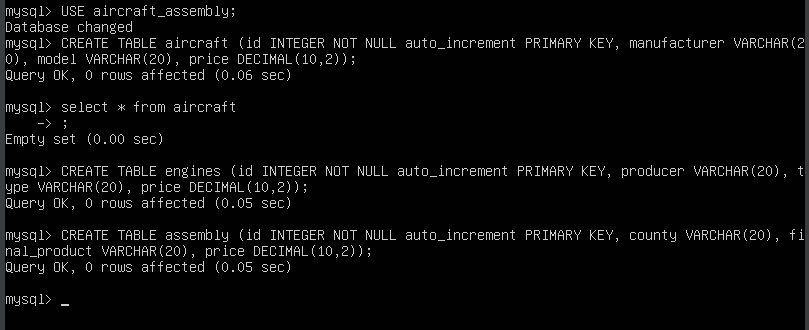 mysql> USE aircraft_assembly;
Database changed
mysql> CREATE TABLE aircraft (id INTEGER NOT NULL auto_increment PRIMARY KEY, manufacturer VARCHAR(2
0), model VARCHAR(20), price DECIMAL(10,2));
Query OK, 0 rows affected (0.06 sec)
mysql> select * from aircraft
    -> ;
Empty set (0.00 sec)
mysql> CREATE TABLE engines (id INTEGER NOT NULL auto_increment PRIMARY KEY, producer VARCHAR(20), t
ype VARCHAR(20), price DECIMAL(10,2));
Query OK, 0 rows affected (0.05 sec)
mysql> CREATE TABLE assembly (id INTEGER NOT NULL auto_increment PRIMARY KEY, county VARCHAR(20), fi
nal_product VARCHAR(20), price DECIMAL(10,2));
Query OK, 0 rows affected (0.05 sec)
mysql> _